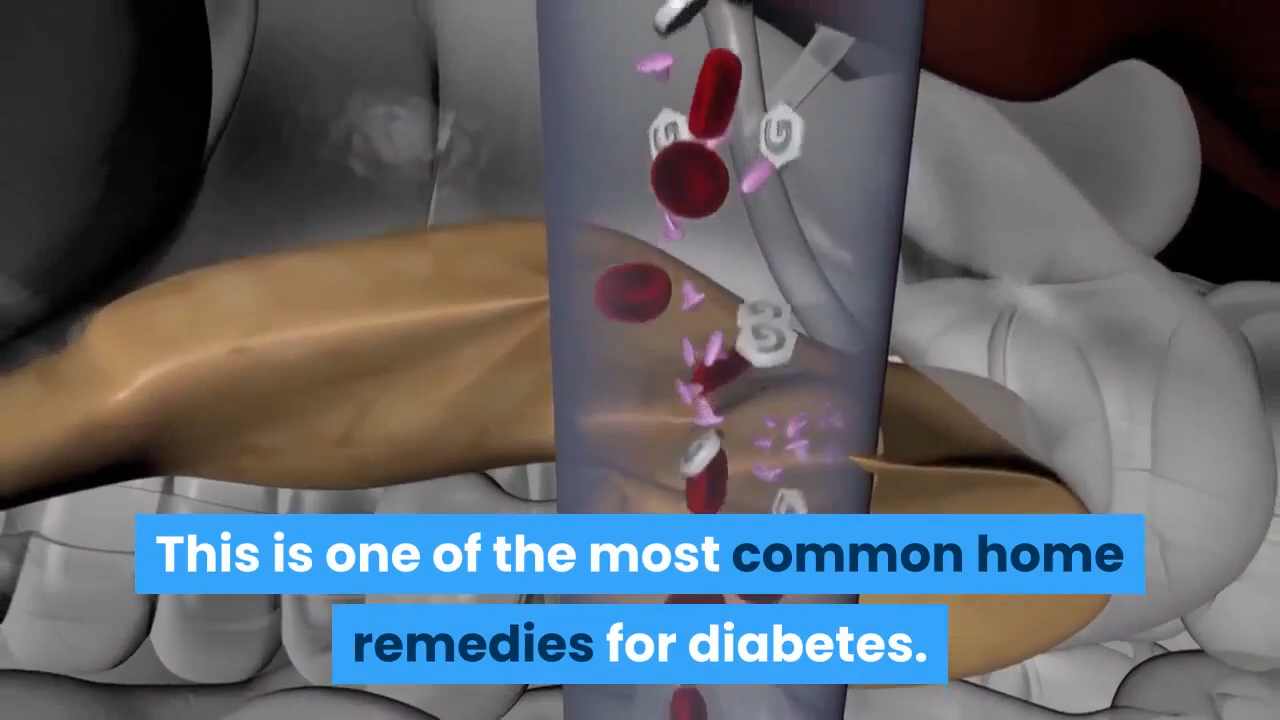 This is one of the most common home
remedies for diabetes.